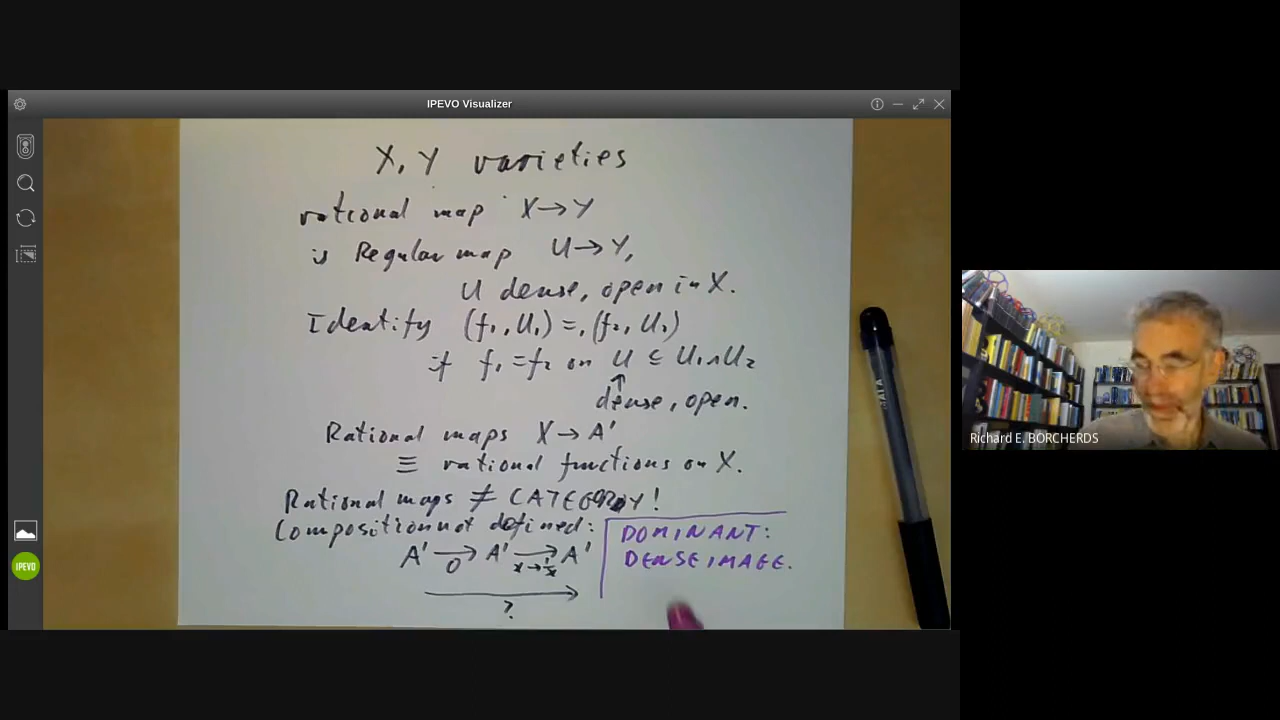 IPEVO Visualizer
X, Y varieties
rational map X→Y
is Regular map U→Y,
U dense, open in X.
Identify (f₁, U₁) =, (f₂, U₂)
if f₁ = f₂ on U ⊆ U₁∩U₂
↑
dense, open.
Rational maps X→A¹
≡ rational functions on X.
Rational maps ≠ CATEGORY!
Composition not defined:
A¹ →0 A¹ →x→1/x A¹
?
DOMINANT:
DENSE IMAGE.
GALA
IPEVO
Richard E. BORCHERDS